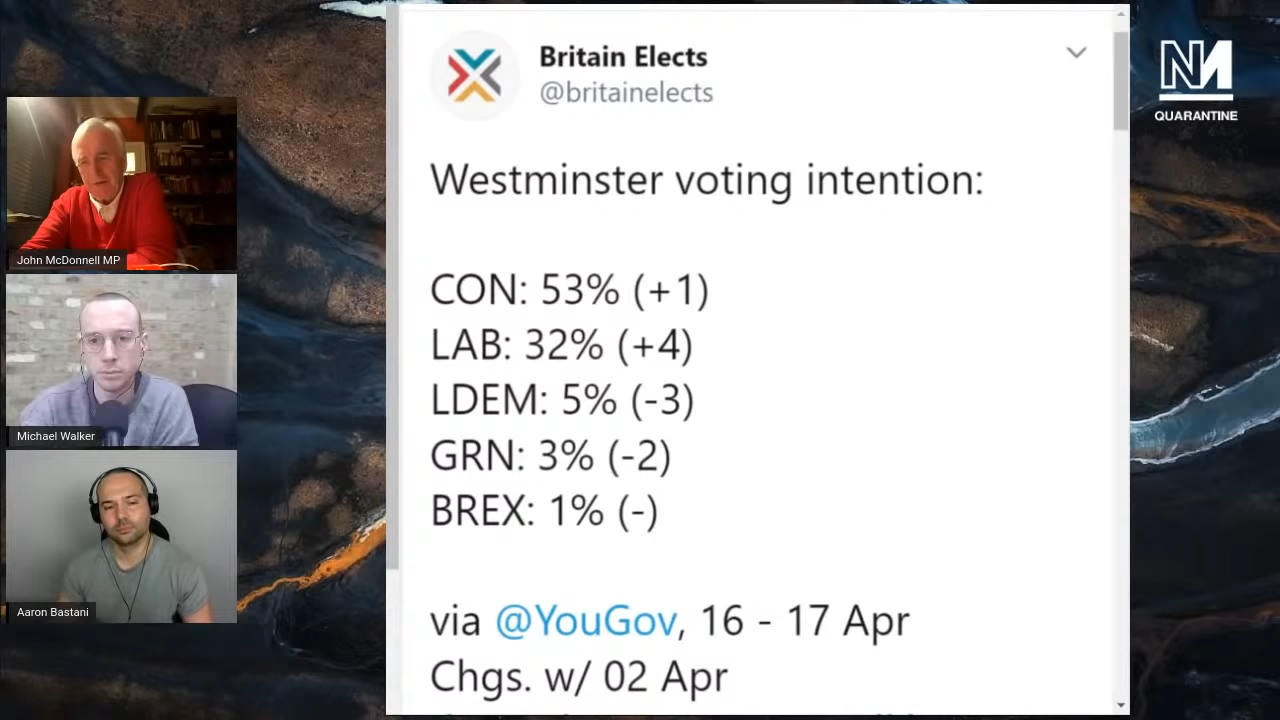 Britain Elects
@britainelects
Westminster voting intention:
CON: 53% (+1)
LAB: 32% (+4)
LDEM: 5% (-3)
GRN: 3% (-2)
BREX: 1% (-)
via @YouGov, 16 - 17 Apr
Chgs. w/ 02 Apr
John McDonnell MP
Michael Walker
Aaron Bastani
NM
QUARANTINE